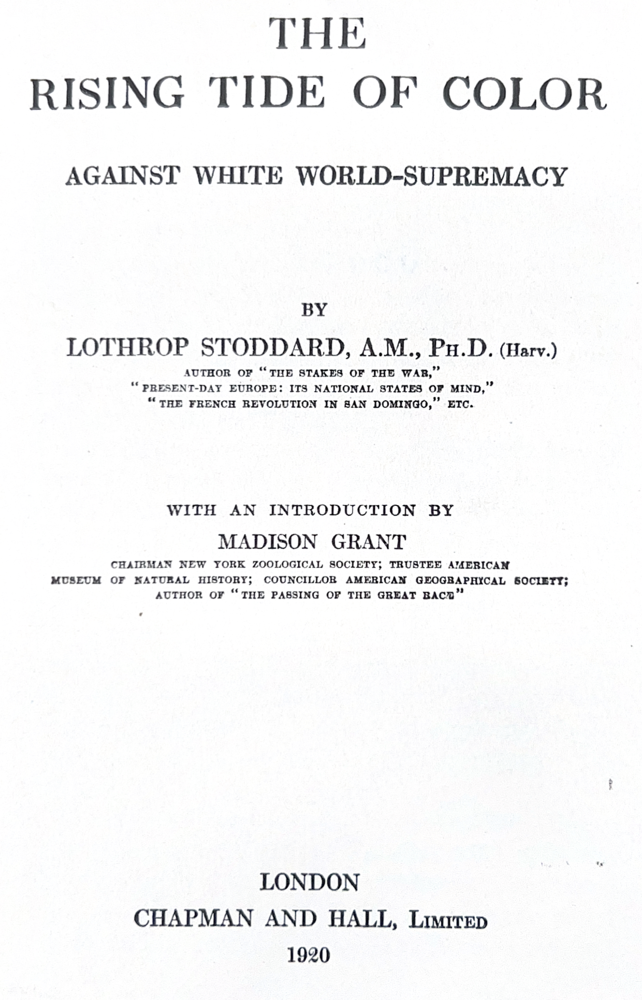 THE
RISING TIDE OF COLOR
AGAINST WHITE WORLD-SUPREMACY
BY
LOTHROP STODDARD, A.M., PH.D. (Harv.)
AUTHOR OF “THE STAKES OF THE WAR,”
“PRESENT-DAY EUROPE: ITS NATIONAL STATES OF MIND,”
“THE FRENCH REVOLUTION IN SAN DOMINGO,” ETC.
WITH AN INTRODUCTION BY
MADISON GRANT
CHAIRMAN NEW YORK ZOOLOGICAL SOCIETY; TRUSTEE AMERICAN
MUSEUM OF NATURAL HISTORY; COUNCILLOR AMERICAN GEOGRAPHICAL SOCIETY;
AUTHOR OF “THE PASSING OF THE GREAT RACE”
LONDON
CHAPMAN AND HALL, LIMITED
1920